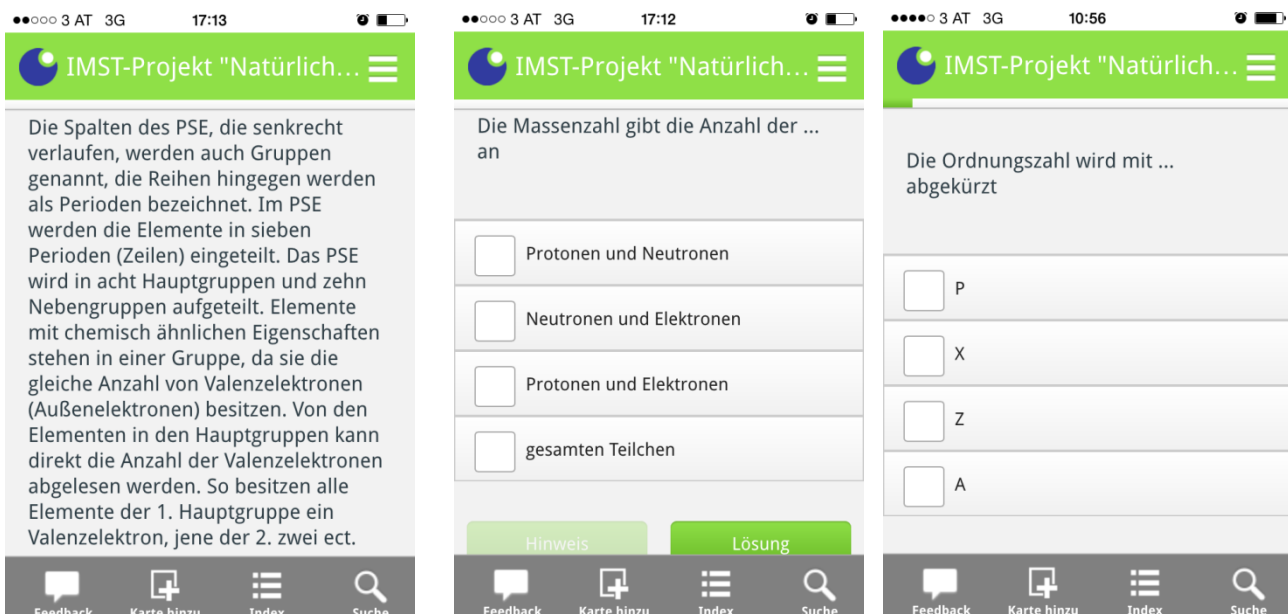 3 AT 3G 17:13
IMST-Projekt "Natürlich...
Die Spalten des PSE, die senkrecht
verlaufen, werden auch Gruppen
genannt, die Reihen hingegen werden
als Perioden bezeichnet. Im PSE
werden die Elemente in sieben
Perioden (Zeilen) eingeteilt. Das PSE
wird in acht Hauptgruppen und zehn
Nebengruppen aufgeteilt. Elemente
mit chemisch ähnlichen Eigenschaften
stehen in einer Gruppe, da sie die
gleiche Anzahl von Valenzelektronen
(Außenelektronen) besitzen. Von den
Elementen in den Hauptgruppen kann
direkt die Anzahl der Valenzelektronen
abgelesen werden. So besitzen alle
Elemente der 1. Hauptgruppe ein
Valenzelektron, jene der 2. zwei ect.
Feedback Karte hinzu Index Suche
3 AT 3G 17:12
IMST-Projekt "Natürlich...
Die Massenzahl gibt die Anzahl der ...
an
Protonen und Neutronen
Neutronen und Elektronen
Protonen und Elektronen
gesamten Teilchen
Hinweis Lösung
Feedback Karte hinzu Index Suche
3 AT 3G 10:56
IMST-Projekt "Natürlich...
Die Ordnungszahl wird mit ...
abgekürzt
P
X
Z
A
Feedback Karte hinzu Index Suche